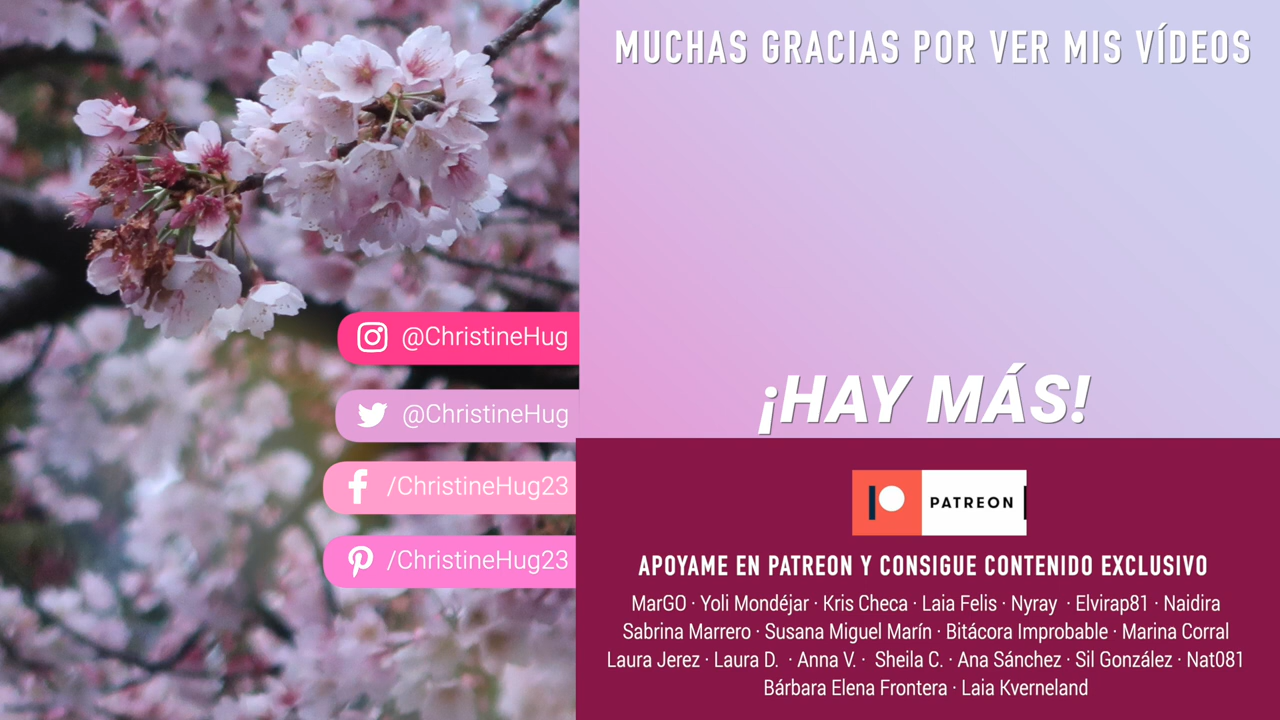 MUCHAS GRACIAS POR VER MIS VÍDEOS
@ChristineHug
@ChristineHug
/ChristineHug23
/ChristineHug23
¡HAY MÁS!
PATREON
APOYAME EN PATREON Y CONSIGUE CONTENIDO EXCLUSIVO
MarGO · Yoli Mondéjar · Kris Checa · Laia Felis · Nyray · Elvirap81 · Naidira
Sabrina Marrero · Susana Miguel Marín · Bitácora Improbable · Marina Corral
Laura Jerez · Laura D. · Anna V. · Sheila C. · Ana Sánchez · Sil González · Nat081
Bárbara Elena Frontera · Laia Kverneland